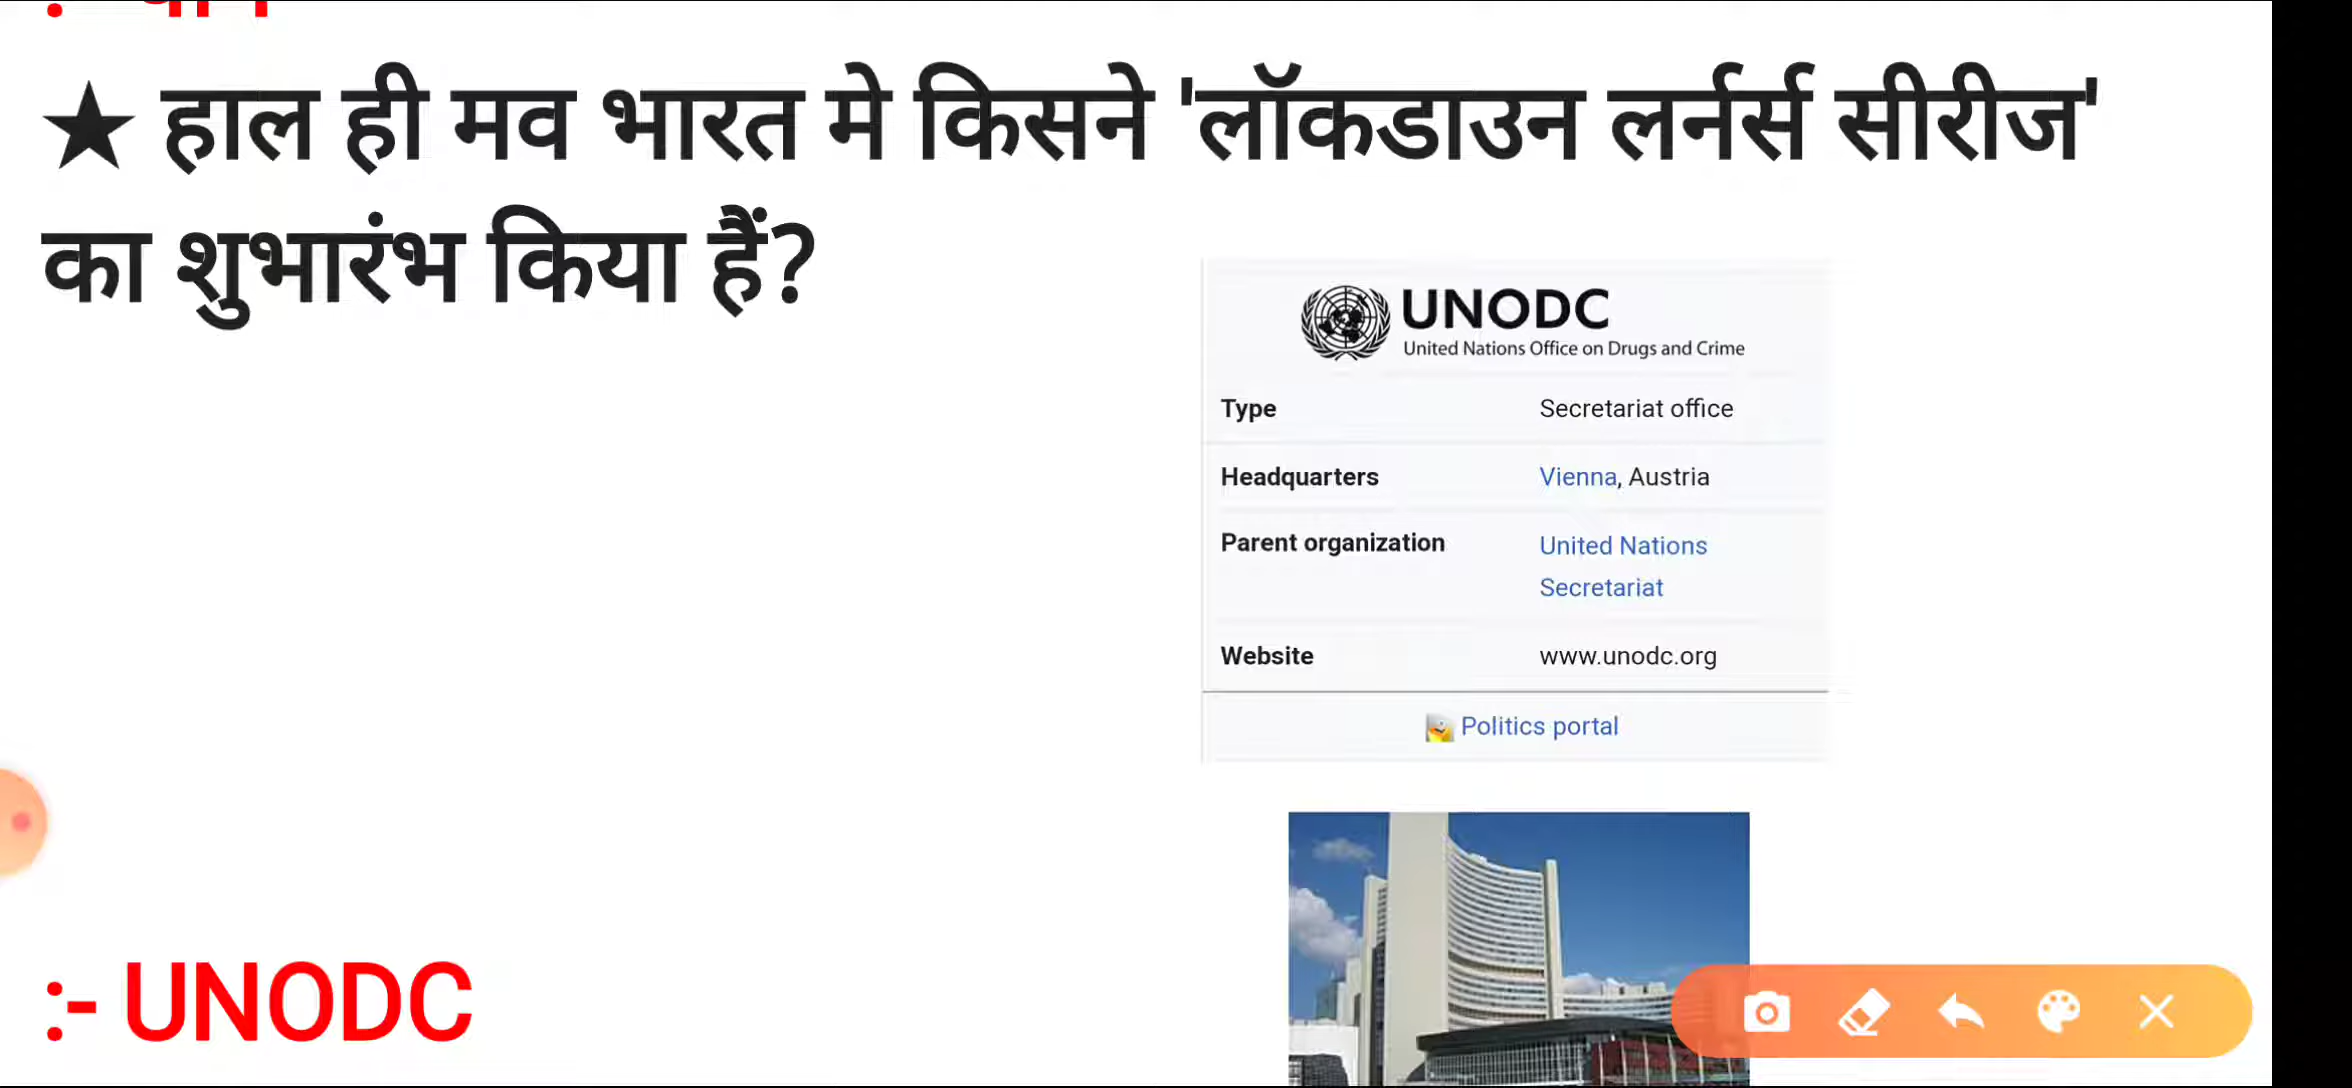 ★ हाल ही मव भारत मे किसने 'लॉकडाउन लर्नर्स सीरीज'
का शुभारंभ किया हैं?
UNODC
United Nations Office on Drugs and Crime
Type Secretariat office
Headquarters Vienna, Austria
Parent organization United Nations
Secretariat
Website www.unodc.org
Politics portal
:- UNODC